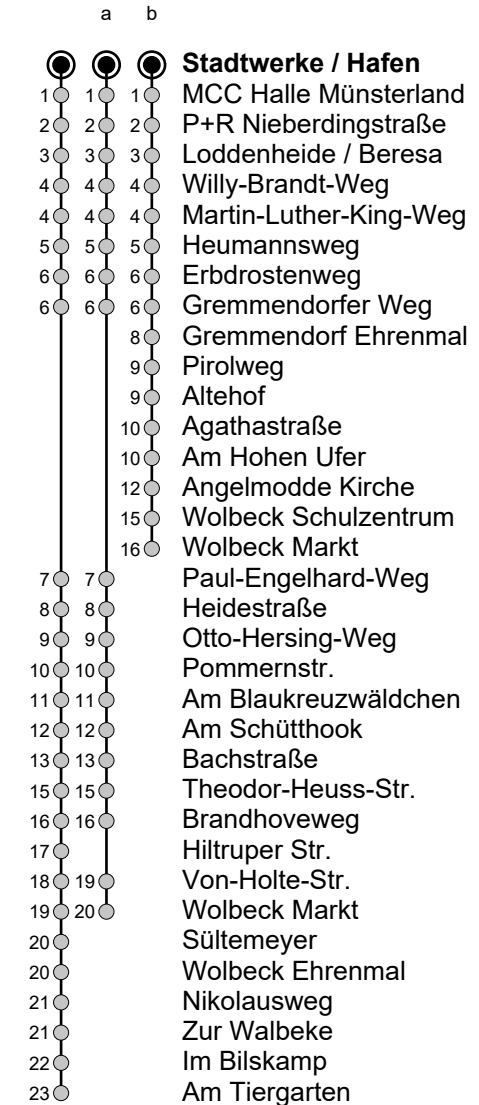 a b
Stadtwerke / Hafen
1 1 1 MCC Halle Münsterland
2 2 2 P+R Nieberdingstraße
3 3 3 Loddenheide / Beresa
4 4 4 Willy-Brandt-Weg
4 4 4 Martin-Luther-King-Weg
5 5 5 Heumannsweg
6 6 6 Erbdrostenweg
6 6 6 Gremmendorfer Weg
8 Gremmendorf Ehrenmal
9 Pirolweg
9 Altehof
10 Agathastraße
10 Am Hohen Ufer
12 Angelmodde Kirche
15 Wolbeck Schulzentrum
16 Wolbeck Markt
7 7 Paul-Engelhard-Weg
8 8 Heidestraße
9 9 Otto-Hersing-Weg
10 10 Pommernstr.
11 11 Am Blaukreuzwäldchen
12 12 Am Schütthook
13 13 Bachstraße
15 15 Theodor-Heuss-Str.
16 16 Brandhoveweg
17 Hiltruper Str.
18 19 Von-Holte-Str.
19 20 Wolbeck Markt
20 Sültemeyer
20 Wolbeck Ehrenmal
21 Nikolausweg
21 Zur Walbeke
22 Im Bilskamp
23 Am Tiergarten